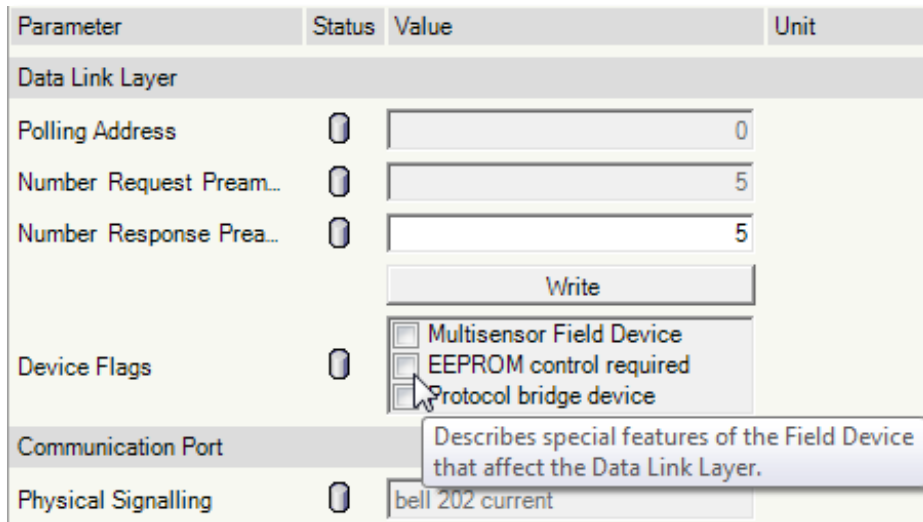 Parameter Status Value Unit
Data Link Layer
Polling Address 0
Number Request Pream... 5
Number Response Prea... 5
Write
Multisensor Field Device
Device Flags EEPROM control required
Protocol bridge device
Communication Port
Describes special features of the Field Device
that affect the Data Link Layer.
Physical Signalling bell 202 current